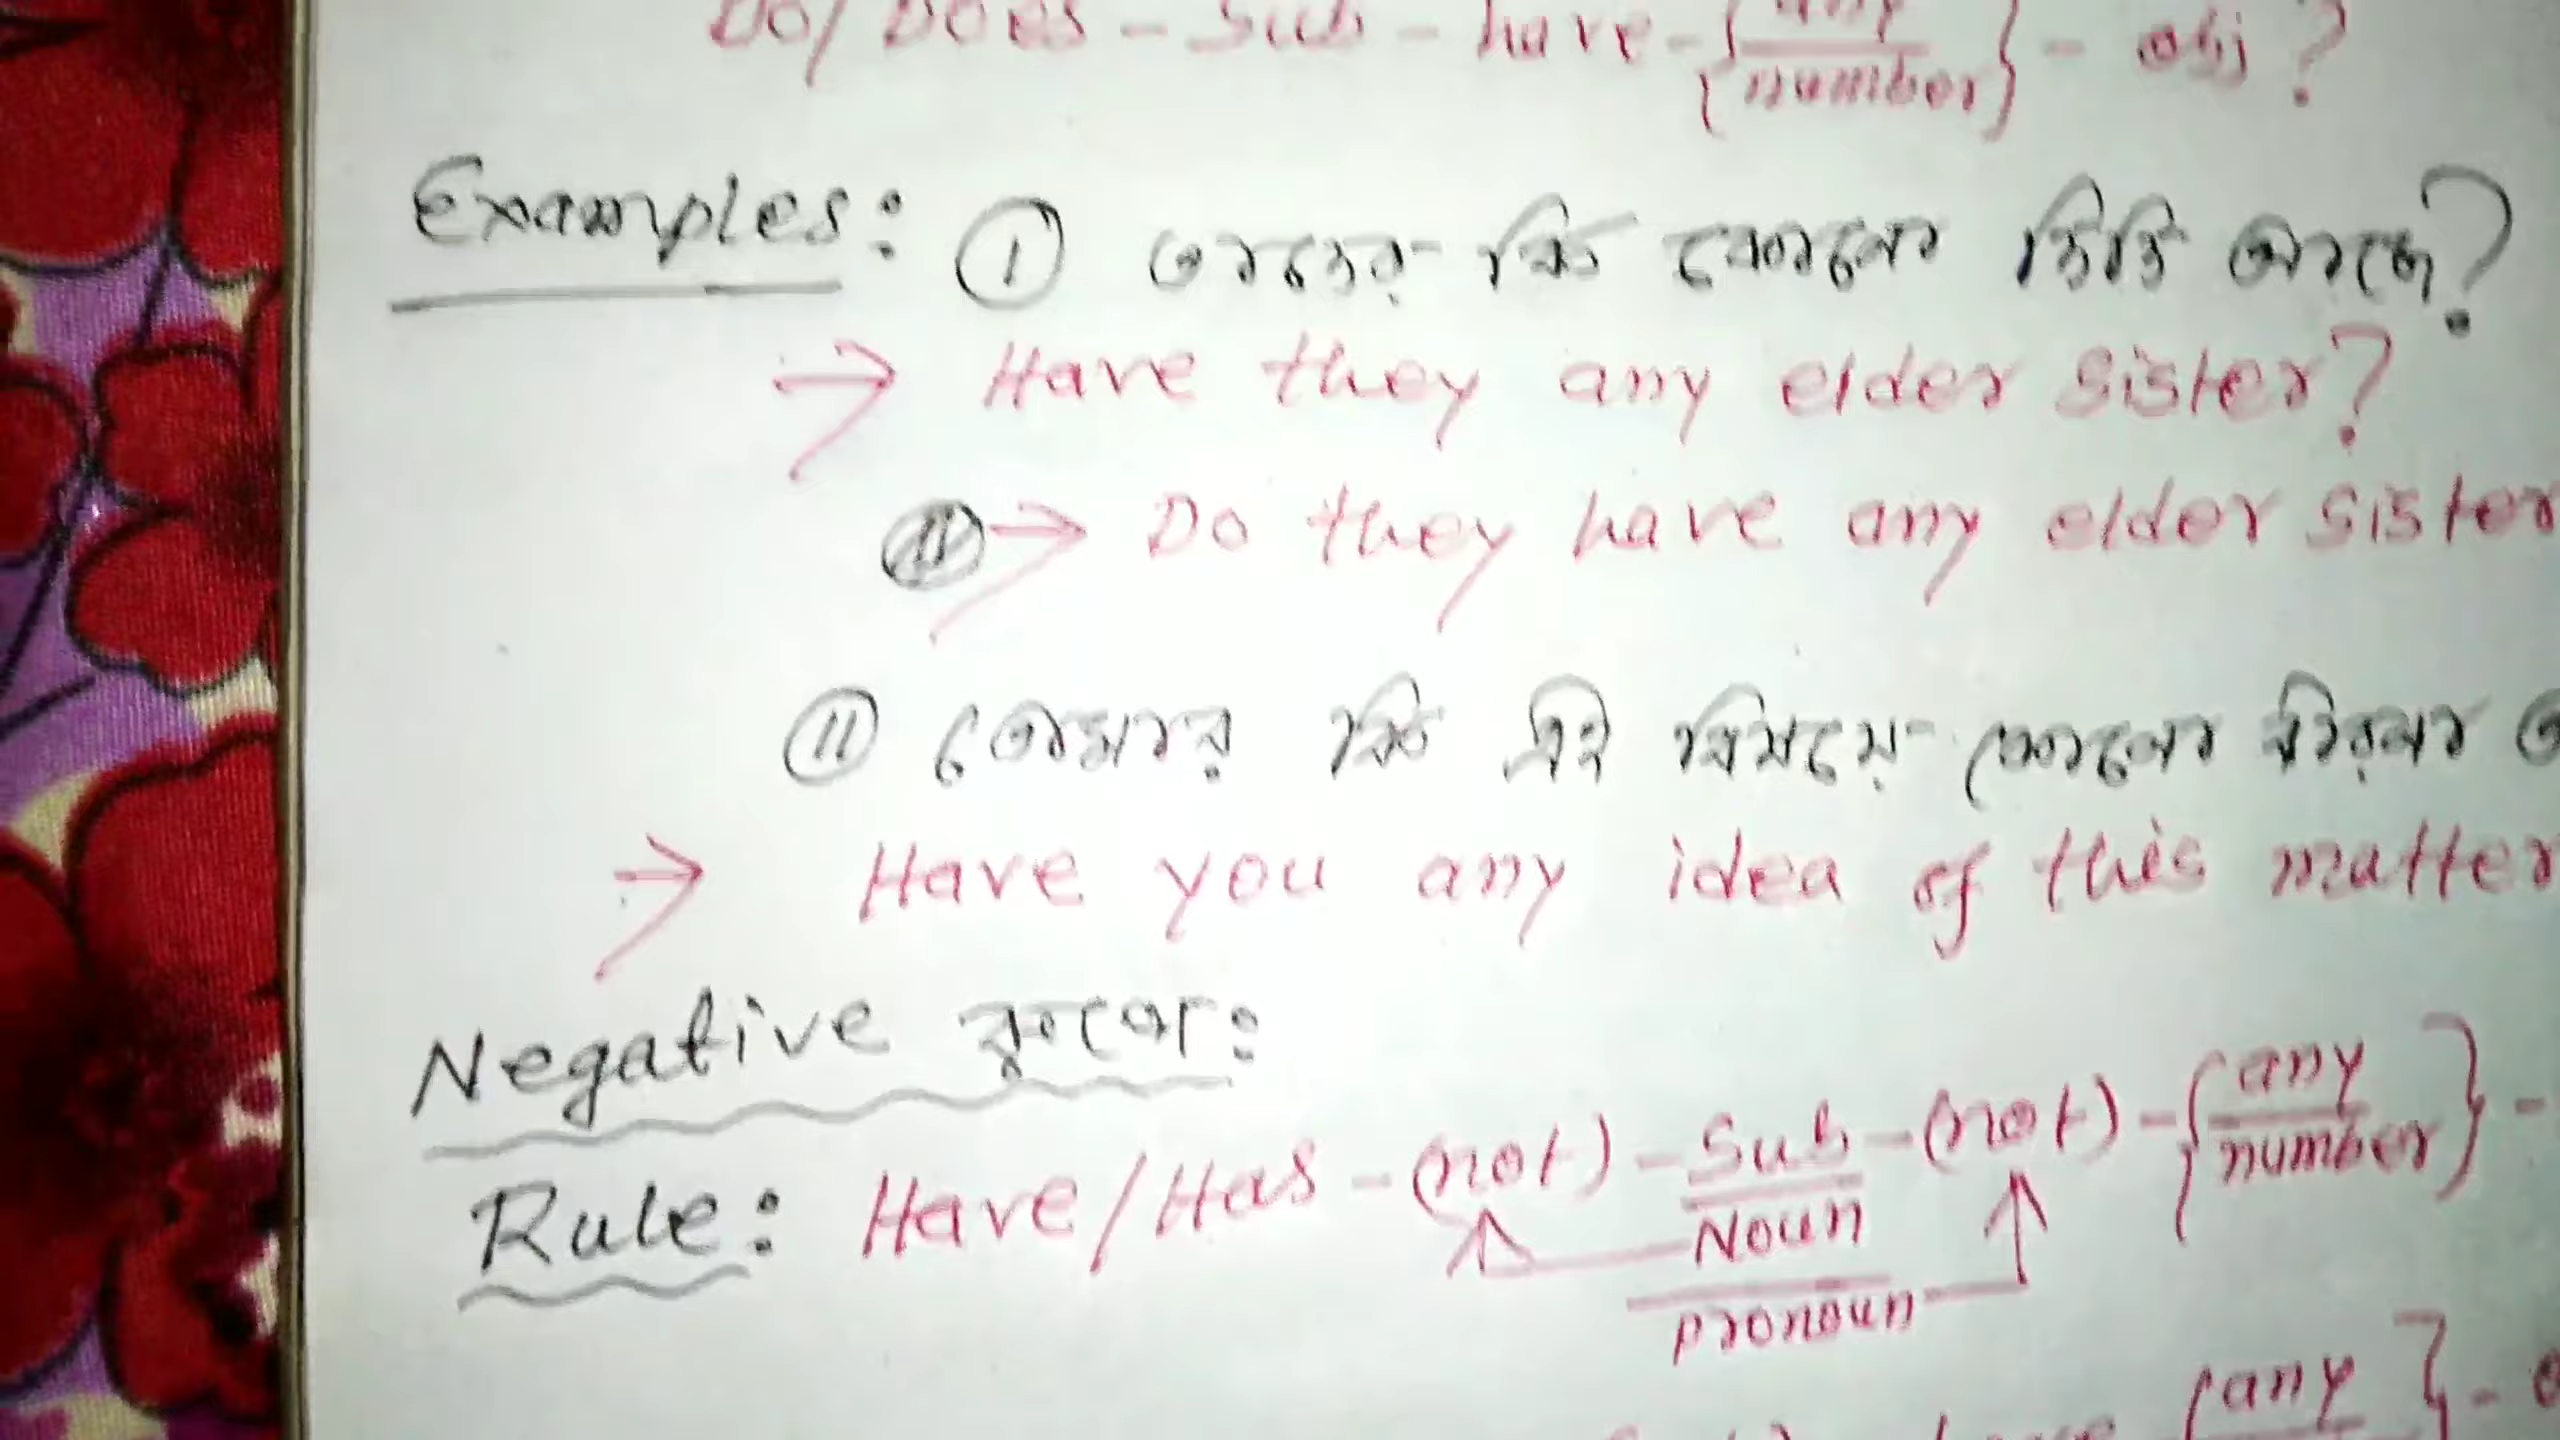 Do/Does - Sub - have - {any/number} - obj ?
Examples: (i) তাদের কি কোনো দিদি আছে?
→ Have they any elder sister?
(ii) → Do they have any elder sister
(ii) তোমার কি এই বিষয়ে কোনো ধারণা
→ Have you any idea of this matter
Negative রূপে:
Rule: Have/Has - (not) - Sub - (not) - {any/number} -
Noun
pronoun
{any